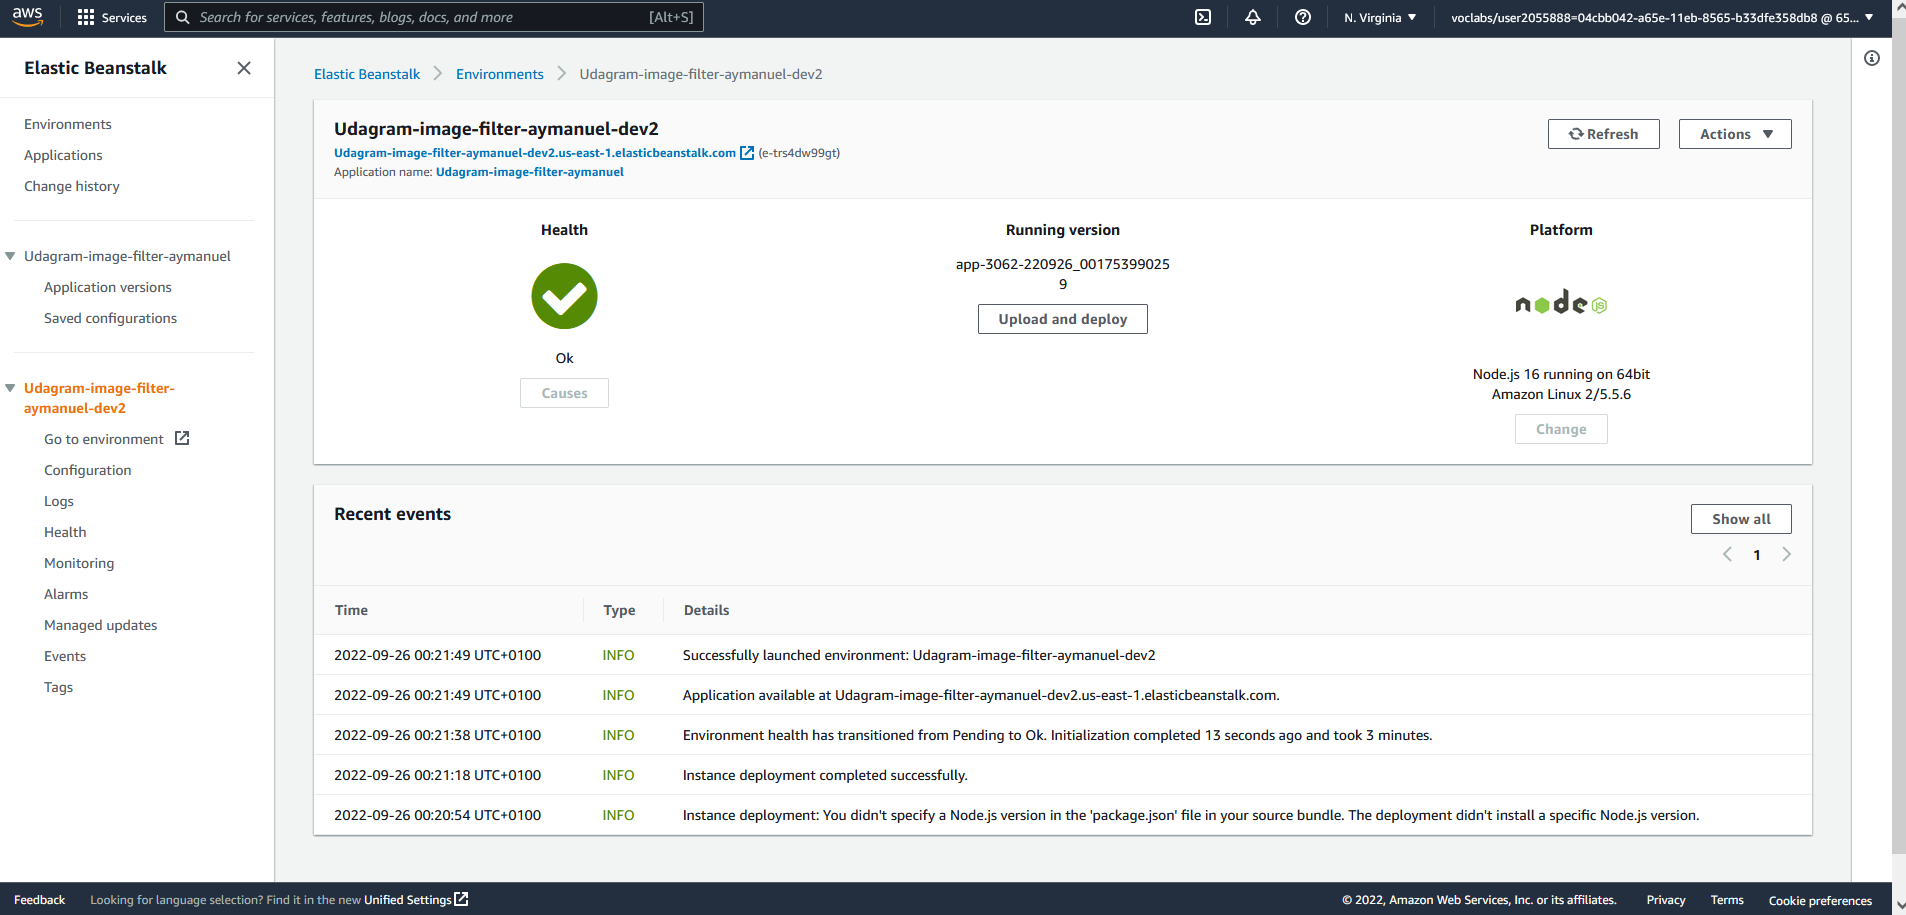 aws
Services
Search for services, features, blogs, docs, and more
[Alt+S]
N. Virginia
voclabs/user2055888=04cbb042-a65e-11eb-8565-b33dfe358db8 @ 65...
Elastic Beanstalk
Environments
Applications
Change history
Udagram-image-filter-aymanuel
Application versions
Saved configurations
Udagram-image-filter-
aymanuel-dev2
Go to environment
Configuration
Logs
Health
Monitoring
Alarms
Managed updates
Events
Tags
Elastic Beanstalk
Environments
Udagram-image-filter-aymanuel-dev2
Udagram-image-filter-aymanuel-dev2
Udagram-image-filter-aymanuel-dev2.us-east-1.elasticbeanstalk.com (e-trs4dw99gt)
Application name: Udagram-image-filter-aymanuel
Refresh
Actions
Health
Ok
Causes
Running version
app-3062-220926_00175399025
9
Upload and deploy
Platform
node JS
Node.js 16 running on 64bit
Amazon Linux 2/5.5.6
Change
Recent events
Show all
1
Time Type Details
2022-09-26 00:21:49 UTC+0100 INFO Successfully launched environment: Udagram-image-filter-aymanuel-dev2
2022-09-26 00:21:49 UTC+0100 INFO Application available at Udagram-image-filter-aymanuel-dev2.us-east-1.elasticbeanstalk.com.
2022-09-26 00:21:38 UTC+0100 INFO Environment health has transitioned from Pending to Ok. Initialization completed 13 seconds ago and took 3 minutes.
2022-09-26 00:21:18 UTC+0100 INFO Instance deployment completed successfully.
2022-09-26 00:20:54 UTC+0100 INFO Instance deployment: You didn't specify a Node.js version in the 'package.json' file in your source bundle. The deployment didn't install a specific Node.js version.
Feedback
Looking for language selection? Find it in the new Unified Settings
© 2022, Amazon Web Services, Inc. or its affiliates.
Privacy
Terms
Cookie preferences